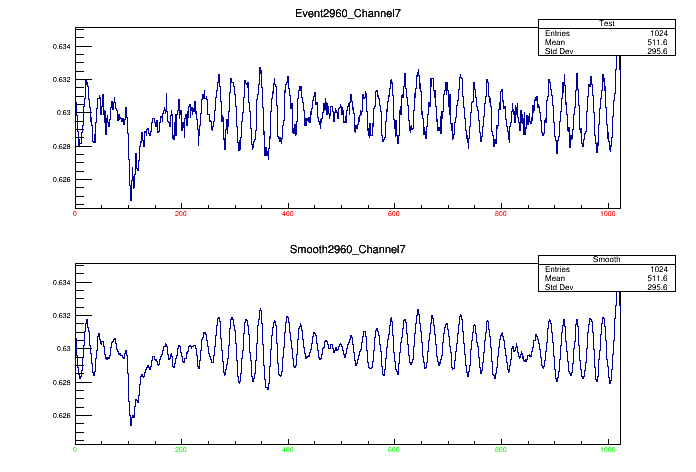 Event2960_Channel7
Test
Entries 1024
Mean 511.6
Std Dev 295.6
0.634
0.632
0.63
0.628
0.626
0 200 400 600 800 1000
Smooth2960_Channel7
Smooth
Entries 1024
Mean 511.6
Std Dev 295.6
0.634
0.632
0.63
0.628
0.626
0 200 400 600 800 1000